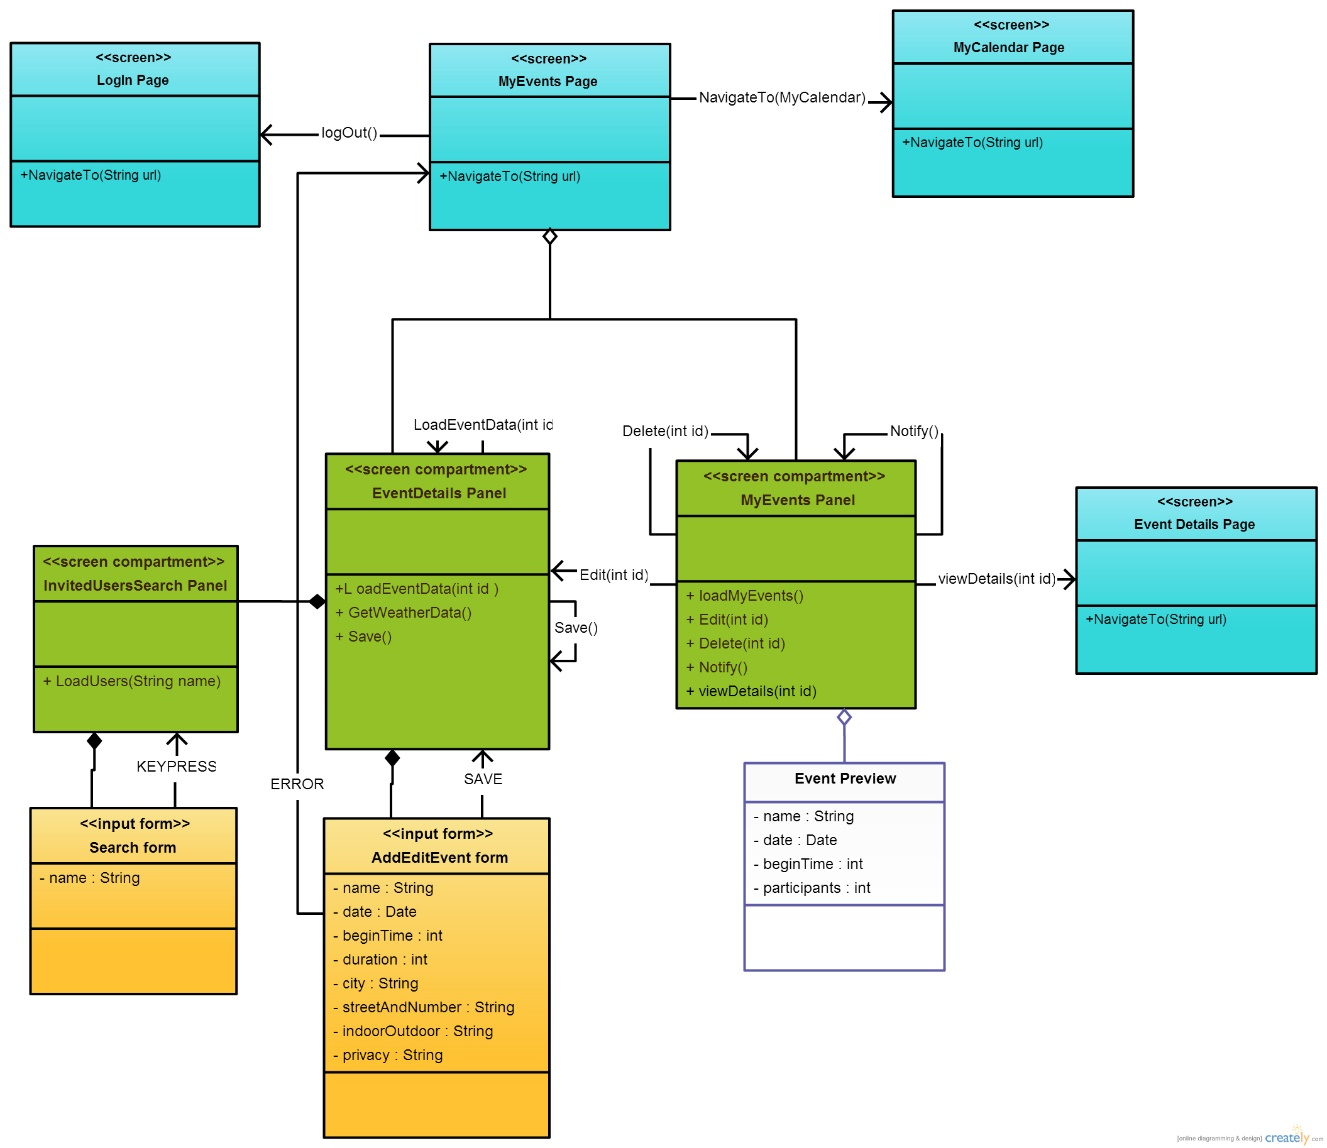 <<screen>>
LogIn Page
+NavigateTo(String url)
logOut()
<<screen>>
MyEvents Page
+NavigateTo(String url)
NavigateTo(MyCalendar)
<<screen>>
MyCalendar Page
+NavigateTo(String url)
LoadEventData(int id
<<screen compartment>>
EventDetails Panel
+L oadEventData(int id )
+ GetWeatherData()
+ Save()
Save()
Edit(int id)
Delete(int id)
Notify()
<<screen compartment>>
MyEvents Panel
+ loadMyEvents()
+ Edit(int id)
+ Delete(int id)
+ Notify()
+ viewDetails(int id)
viewDetails(int id)
<<screen>>
Event Details Page
+NavigateTo(String url)
<<screen compartment>>
InvitedUsersSearch Panel
+ LoadUsers(String name)
KEYPRESS
ERROR
SAVE
<<input form>>
Search form
- name : String
<<input form>>
AddEditEvent form
- name : String
- date : Date
- beginTime : int
- duration : int
- city : String
- streetAndNumber : String
- indoorOutdoor : String
- privacy : String
Event Preview
- name : String
- date : Date
- beginTime : int
- participants : int
[online diagramming & design] creately.com